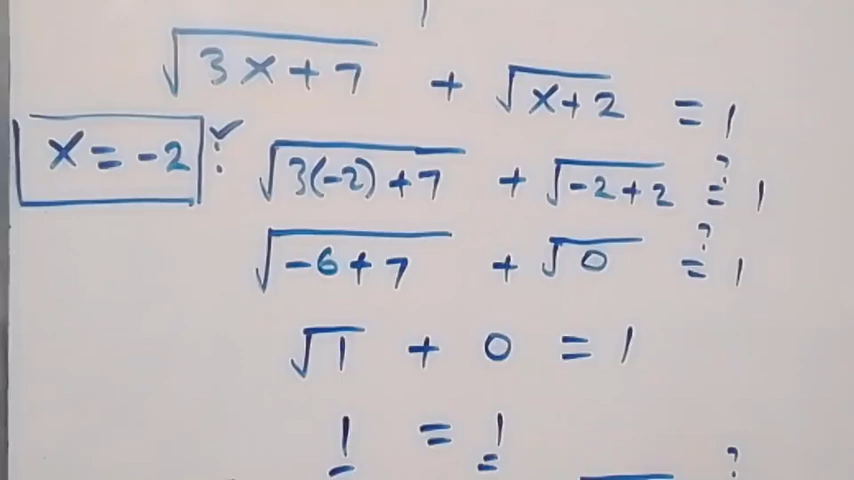 √(3x+7) + √(x+2) = 1
x = -2 : ✓ √(3(-2)+7) + √(-2+2) ?= 1
√(-6+7) + √0 ?= 1
√1 + 0 = 1
1 = 1
?